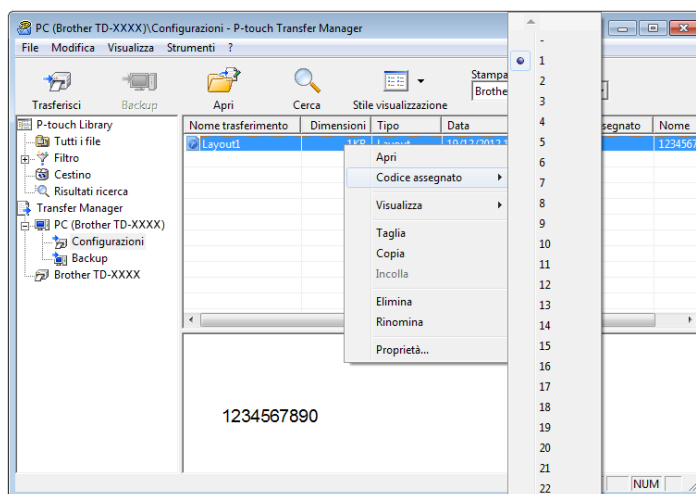 PC (Brother TD-XXXX)\Configurazioni - P-touch Transfer Manager
File Modifica Visualizza Strumenti ?
Trasferisci Backup Apri Cerca Stile visualizzazione
Stampa
Brothe
P-touch Library
Tutti i file
Filtro
Cestino
Risultati ricerca
Transfer Manager
PC (Brother TD-XXXX)
Configurazioni
Backup
Brother TD-XXXX
Nome trasferimento Dimensioni Tipo Data segnato Nome
Layout1 1KB Layout 19/12/2012 1 1234567
Apri
Codice assegnato
Visualizza
Taglia
Copia
Incolla
Elimina
Rinomina
Proprietà...
-
1
2
3
4
5
6
7
8
9
10
11
12
13
14
15
16
17
18
19
20
21
22
1234567890
NUM